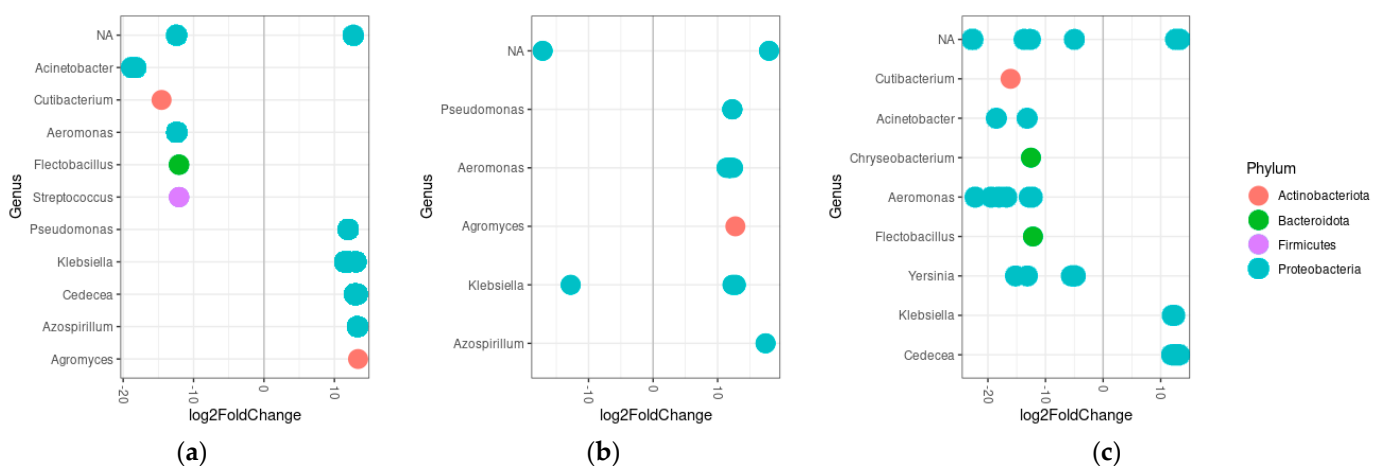 NA
Acinetobacter
Cutibacterium
Aeromonas
Flectobacillus
Streptococcus
Pseudomonas
Klebsiella
Cedecea
Azospirillum
Agromyces
Genus
-20
-10
0
10
log2FoldChange
(a)
NA
Pseudomonas
Aeromonas
Agromyces
Klebsiella
Azospirillum
Genus
-10
0
10
log2FoldChange
(b)
NA
Cutibacterium
Acinetobacter
Chryseobacterium
Aeromonas
Flectobacillus
Yersinia
Klebsiella
Cedecea
Genus
-20
-10
0
10
log2FoldChange
(c)
Phylum
Actinobacteriota
Bacteroidota
Firmicutes
Proteobacteria